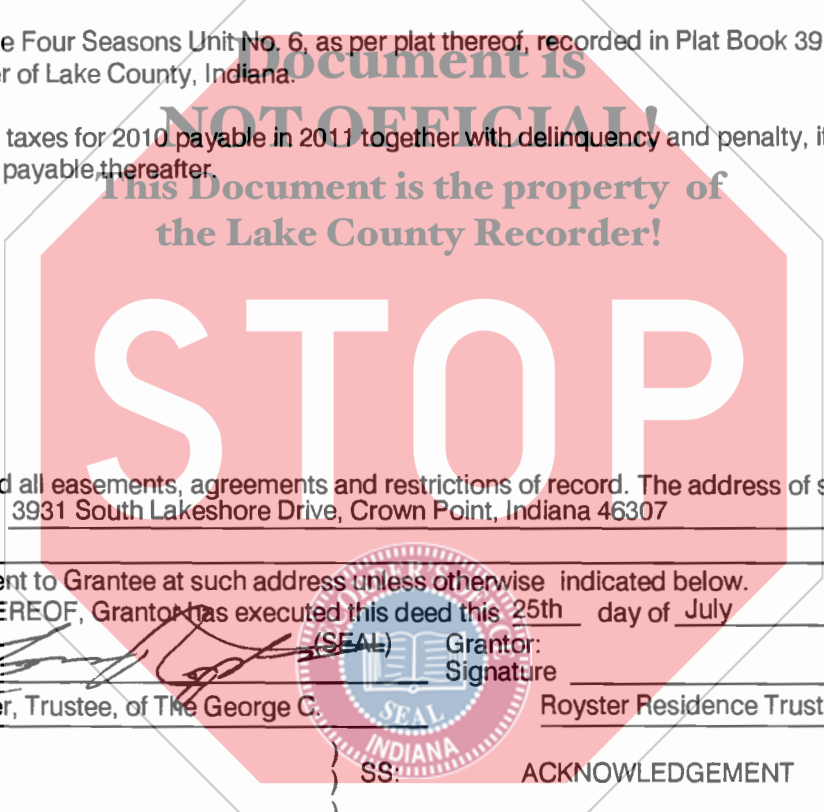 e Four Seasons Unit No. 6, as per plat thereof, recorded in Plat Book 39
r of Lake County, Indiana.
Document is
NOT OFFICIAL!
taxes for 2010 payable in 2011 together with delinquency and penalty, if
payable, thereafter.
This Document is the property of
the Lake County Recorder!
STOP
d all easements, agreements and restrictions of record. The address of s
3931 South Lakeshore Drive, Crown Point, Indiana 46307
ent to Grantee at such address unless otherwise indicated below.
EREOF, Grantor has executed this deed this 25th day of July
(SEAL) Grantor:
Signature
r, Trustee, of The George C. Royster Residence Trust
SEAL
INDIANA
) SS: ACKNOWLEDGEMENT
)